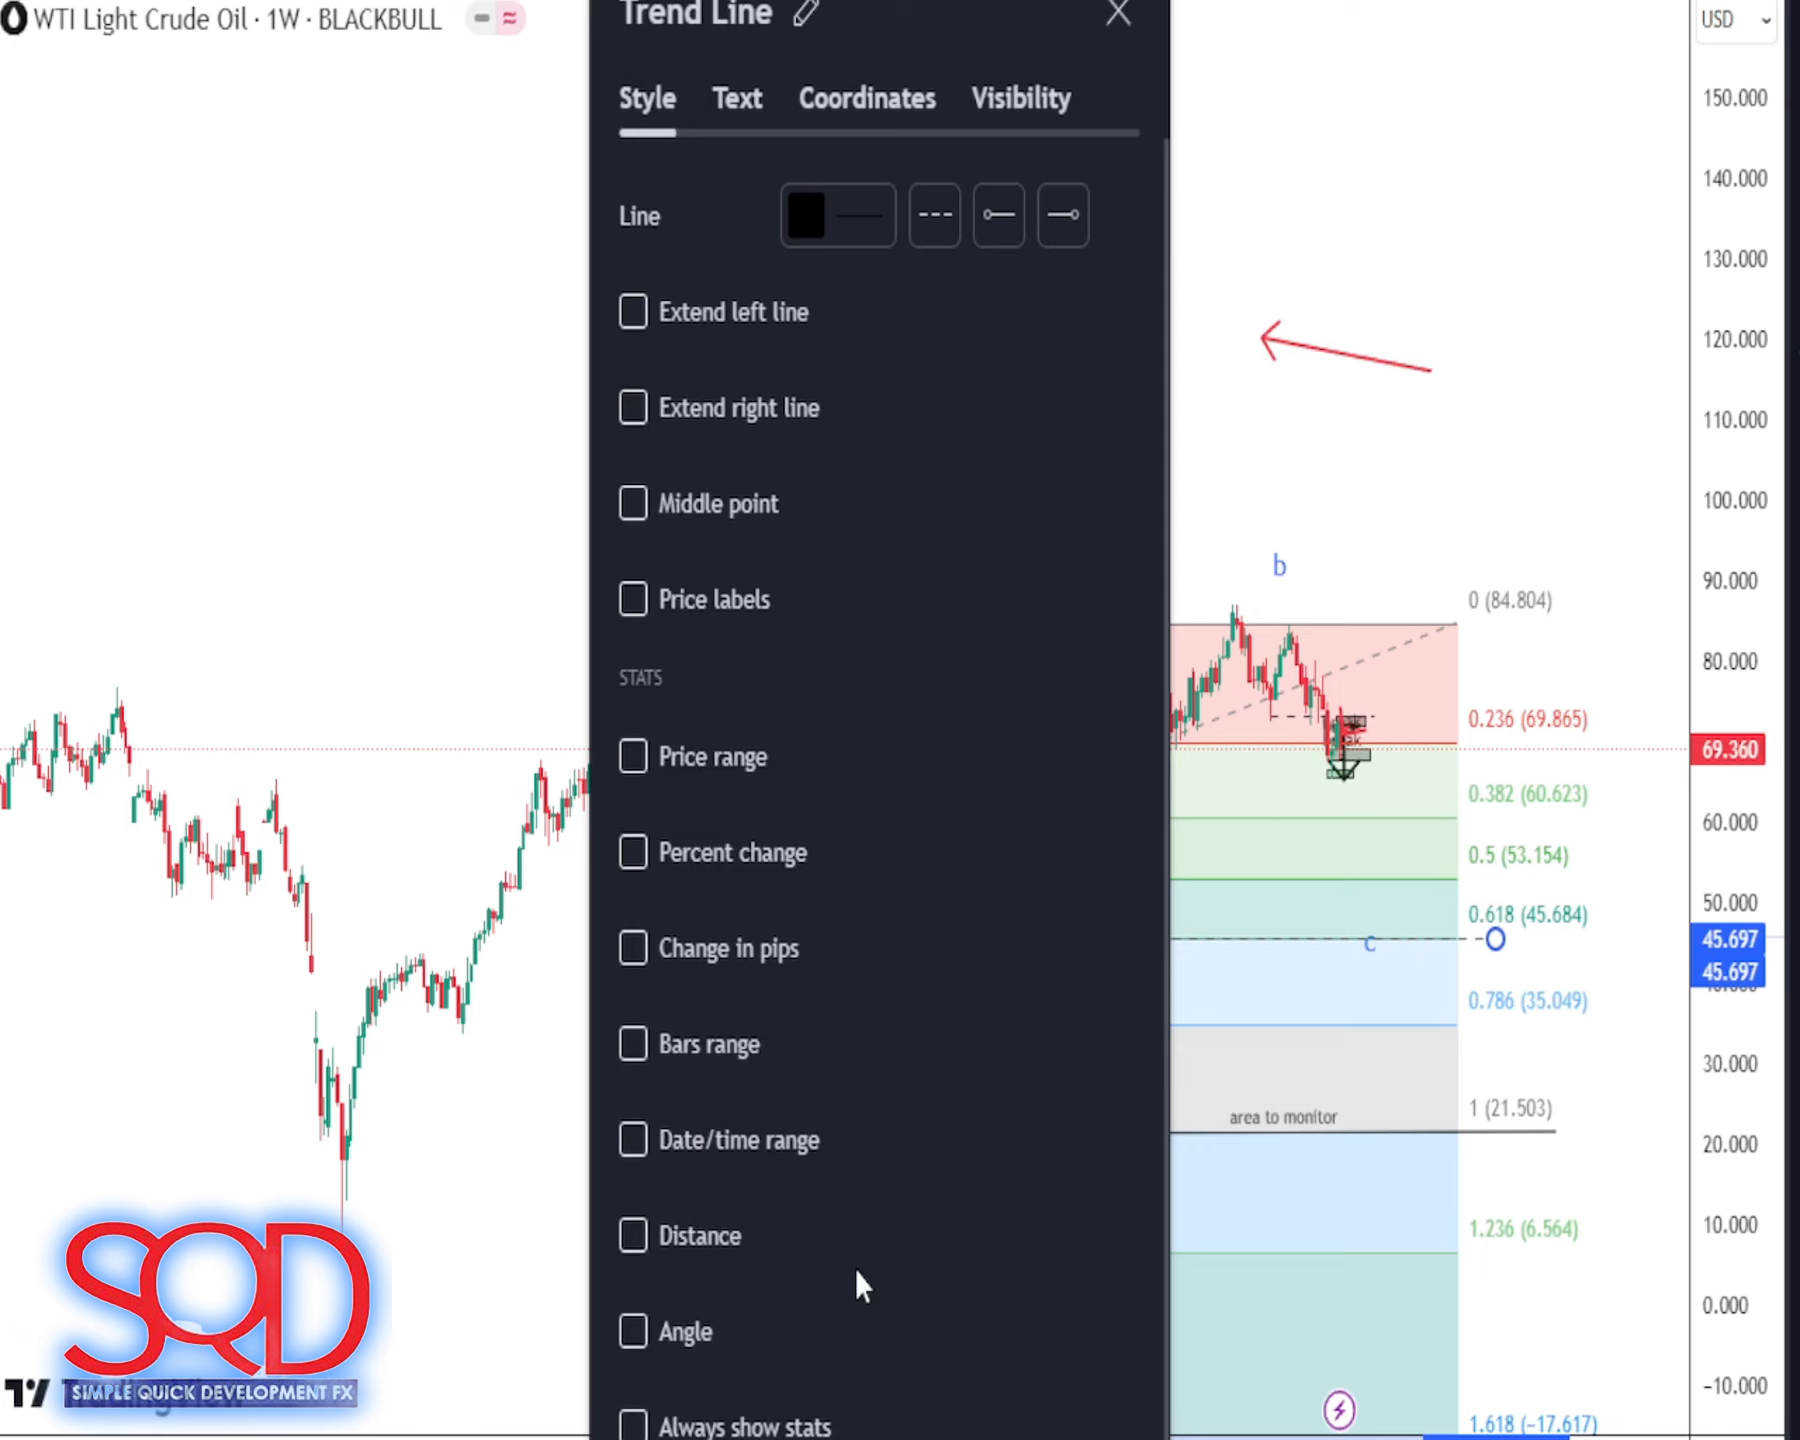 WTI Light Crude Oil · 1W · BLACKBULL
Trend Line
USD
Style Text Coordinates Visibility
Line
Extend left line
Extend right line
Middle point
Price labels
STATS
Price range
Percent change
Change in pips
Bars range
Date/time range
Distance
Angle
Always show stats
b
c
area to monitor
0 (84.804)
0.236 (69.865)
0.382 (60.623)
0.5 (53.154)
0.618 (45.684)
0.786 (35.049)
1 (21.503)
1.236 (6.564)
1.618 (−17.617)
150.000
140.000
130.000
120.000
110.000
100.000
90.000
80.000
69.360
60.000
50.000
45.697
45.697
30.000
20.000
10.000
0.000
−10.000
SQD
SIMPLE QUICK DEVELOPMENT FX